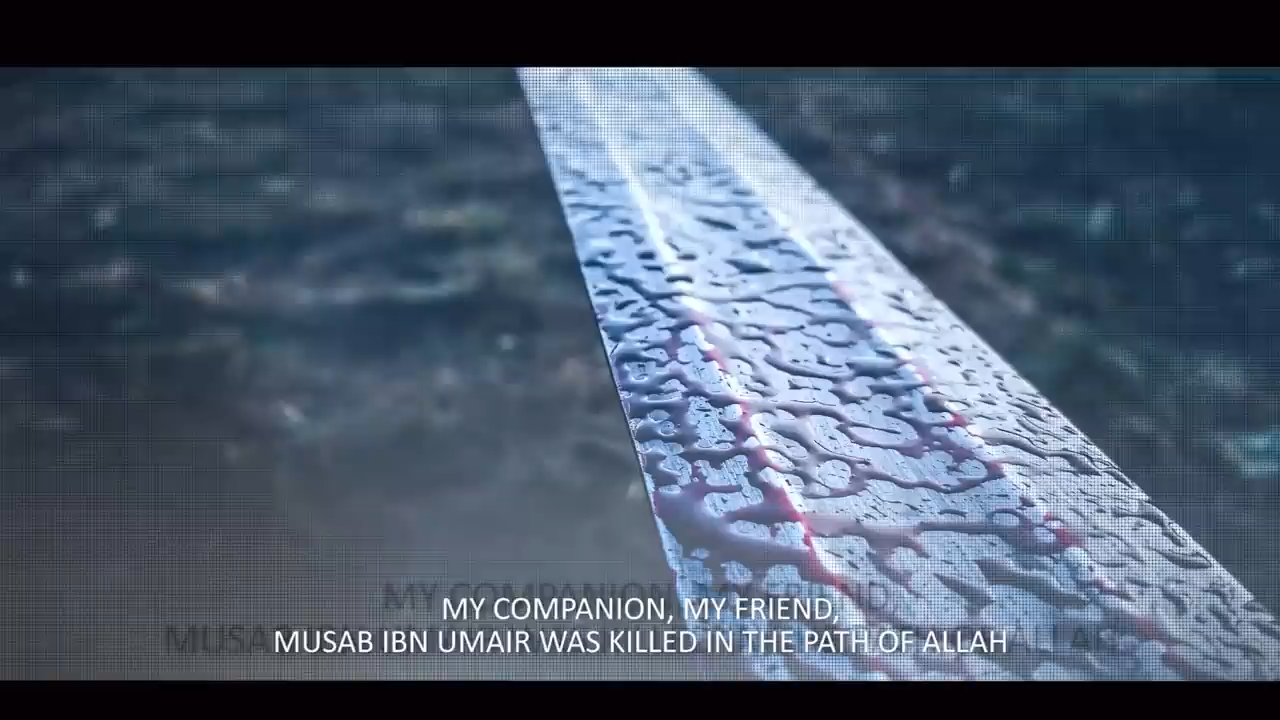 MY COMPANION, MY FRIEND,
MUSAB IBN UMAIR WAS KILLED IN THE PATH OF ALLAH